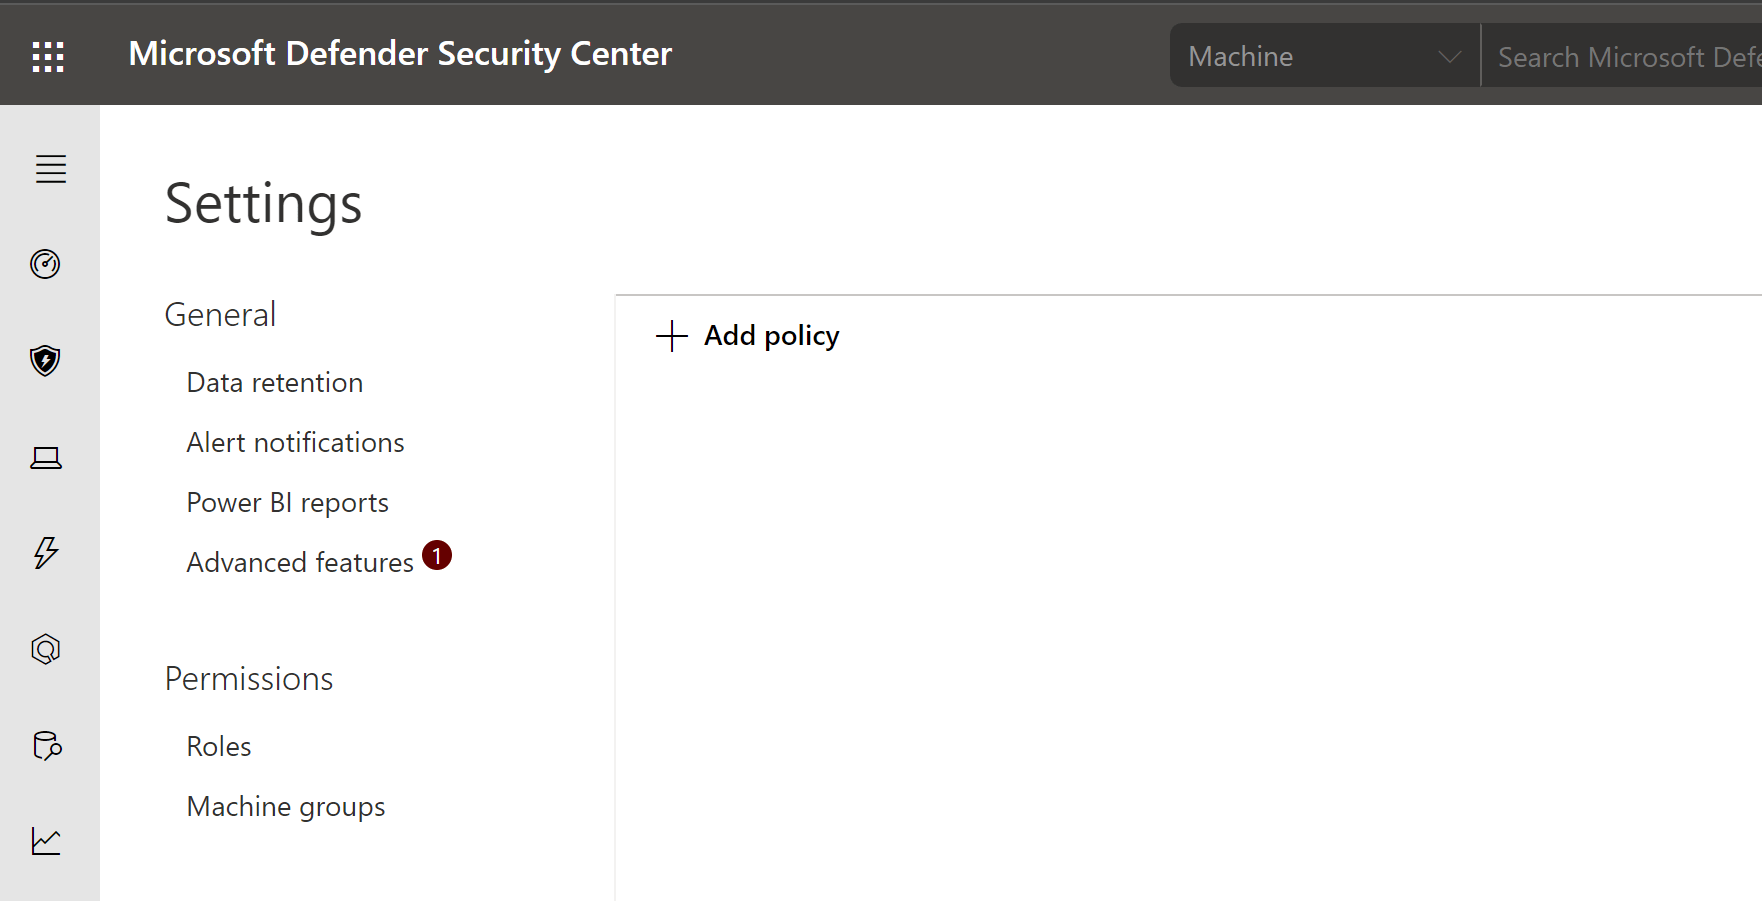 Microsoft Defender Security Center
Machine
Search Microsoft Defe
Settings
General
Data retention
Alert notifications
Power BI reports
Advanced features 1
Permissions
Roles
Machine groups
Add policy